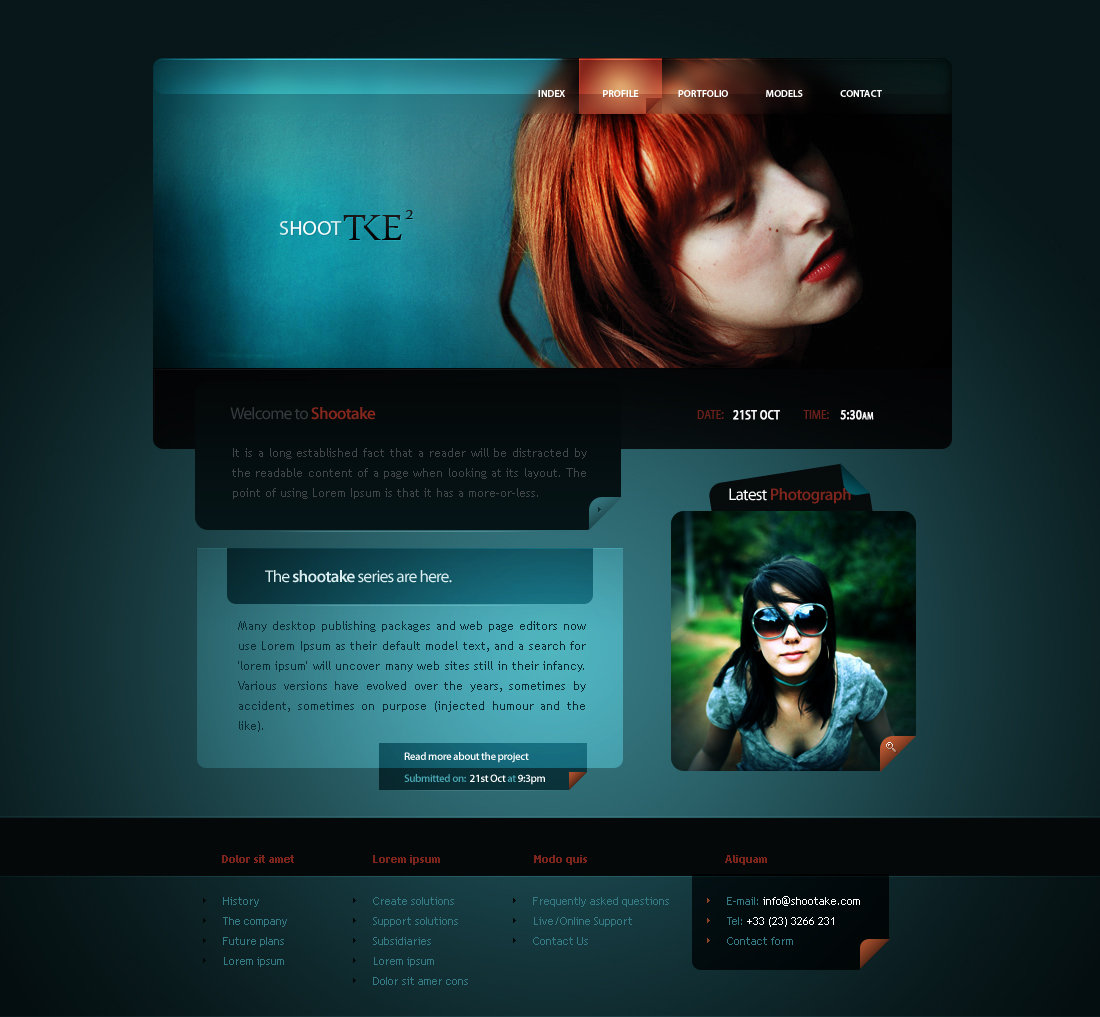 INDEX PROFILE PORTFOLIO MODELS CONTACT
SHOOT TKE²
Welcome to Shootake
DATE: 21ST OCT TIME: 5:30AM
It is a long established fact that a reader will be distracted by
the readable content of a page when looking at its layout. The
point of using Lorem Ipsum is that it has a more-or-less.
Latest Photograph
The shootake series are here.
Many desktop publishing packages and web page editors now
use Lorem Ipsum as their default model text, and a search for
'lorem ipsum' will uncover many web sites still in their infancy.
Various versions have evolved over the years, sometimes by
accident, sometimes on purpose (injected humour and the
like).
Read more about the project
Submitted on: 21st Oct at 9:3pm
Dolor sit amet
History
The company
Future plans
Lorem ipsum
Lorem ipsum
Create solutions
Support solutions
Subsidiaries
Lorem ipsum
Dolor sit amer cons
Modo quis
Frequently asked questions
Live/Online Support
Contact Us
Aliquam
E-mail: info@shootake.com
Tel: +33 (23) 3266 231
Contact form